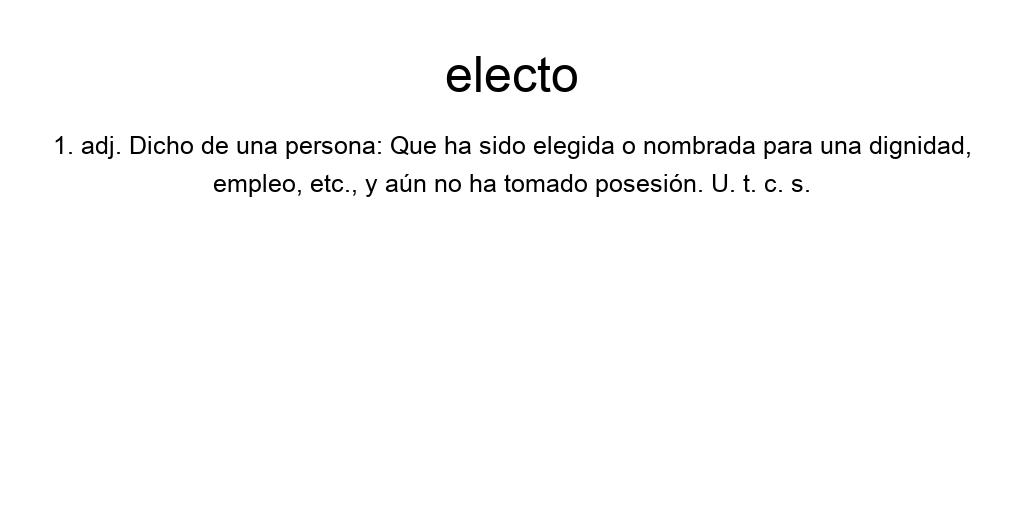 electo
1. adj. Dicho de una persona: Que ha sido elegida o nombrada para una dignidad,
empleo, etc., y aún no ha tomado posesión. U. t. c. s.